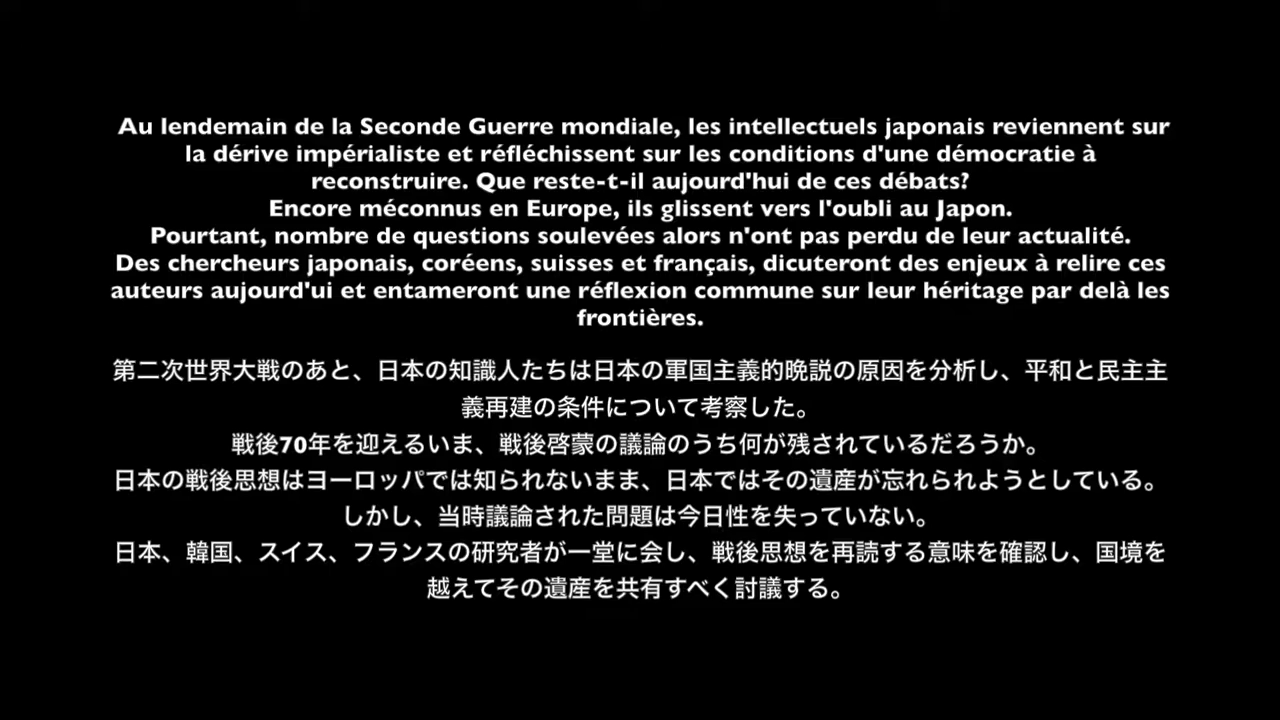 Au lendemain de la Seconde Guerre mondiale, les intellectuels japonais reviennent sur
la dérive impérialiste et réfléchissent sur les conditions d'une démocratie à
reconstruire. Que reste-t-il aujourd'hui de ces débats?
Encore méconnus en Europe, ils glissent vers l'oubli au Japon.
Pourtant, nombre de questions soulevées alors n'ont pas perdu de leur actualité.
Des chercheurs japonais, coréens, suisses et français, dicuteront des enjeux à relire ces
auteurs aujourd'ui et entameront une réflexion commune sur leur héritage par delà les
frontières.
第二次世界大戦のあと、日本の知識人たちは日本の軍国主義的晩説の原因を分析し、平和と民主主
義再建の条件について考察した。
戦後70年を迎えるいま、戦後啓蒙の議論のうち何が残されているだろうか。
日本の戦後思想はヨーロッパでは知られないまま、日本ではその遺産が忘れられようとしている。
しかし、当時議論された問題は今日性を失っていない。
日本、韓国、スイス、フランスの研究者が一堂に会し、戦後思想を再読する意味を確認し、国境を
越えてその遺産を共有すべく討議する。